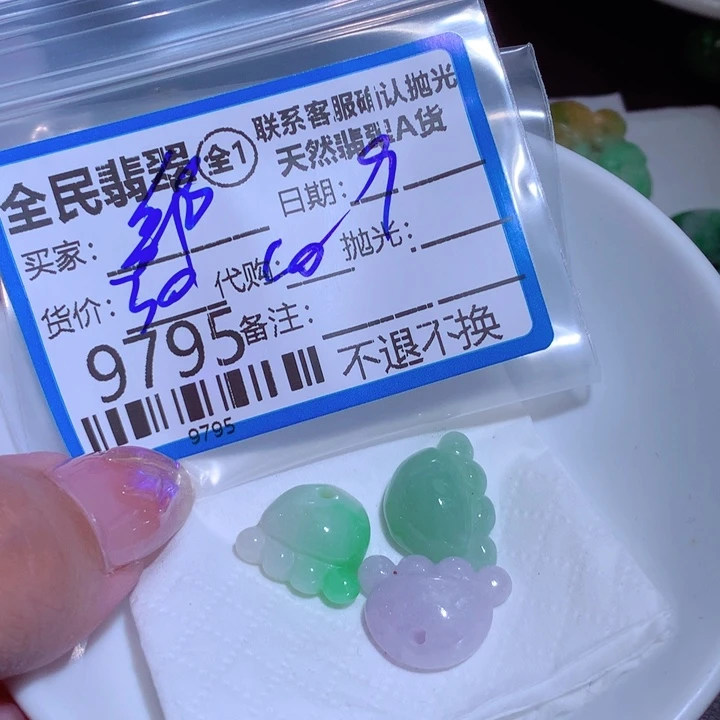 联系客服确认抛光
全民翡翠 全1 天然翡翠A货
买家: 日期:
货价: 50 代购: 抛光:
9795 备注:
不退不换
9795